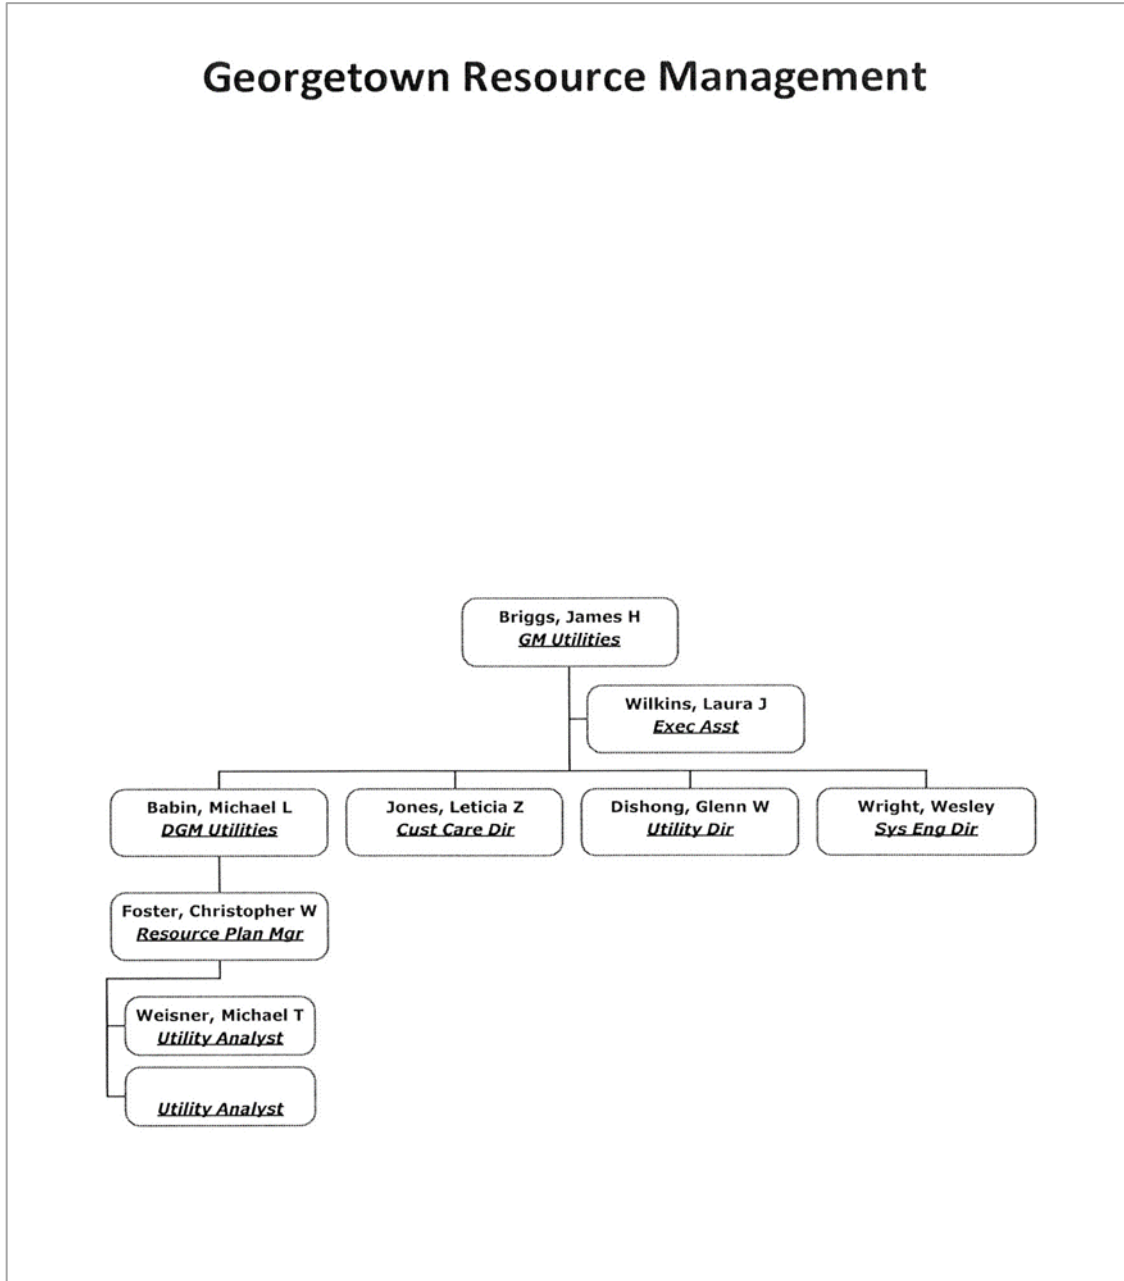 Georgetown Resource Management
Briggs, James H
GM Utilities
Wilkins, Laura J
Exec Asst
Babin, Michael L
DGM Utilities
Jones, Leticia Z
Cust Care Dir
Dishong, Glenn W
Utility Dir
Wright, Wesley
Sys Eng Dir
Foster, Christopher W
Resource Plan Mgr
Weisner, Michael T
Utility Analyst
Utility Analyst